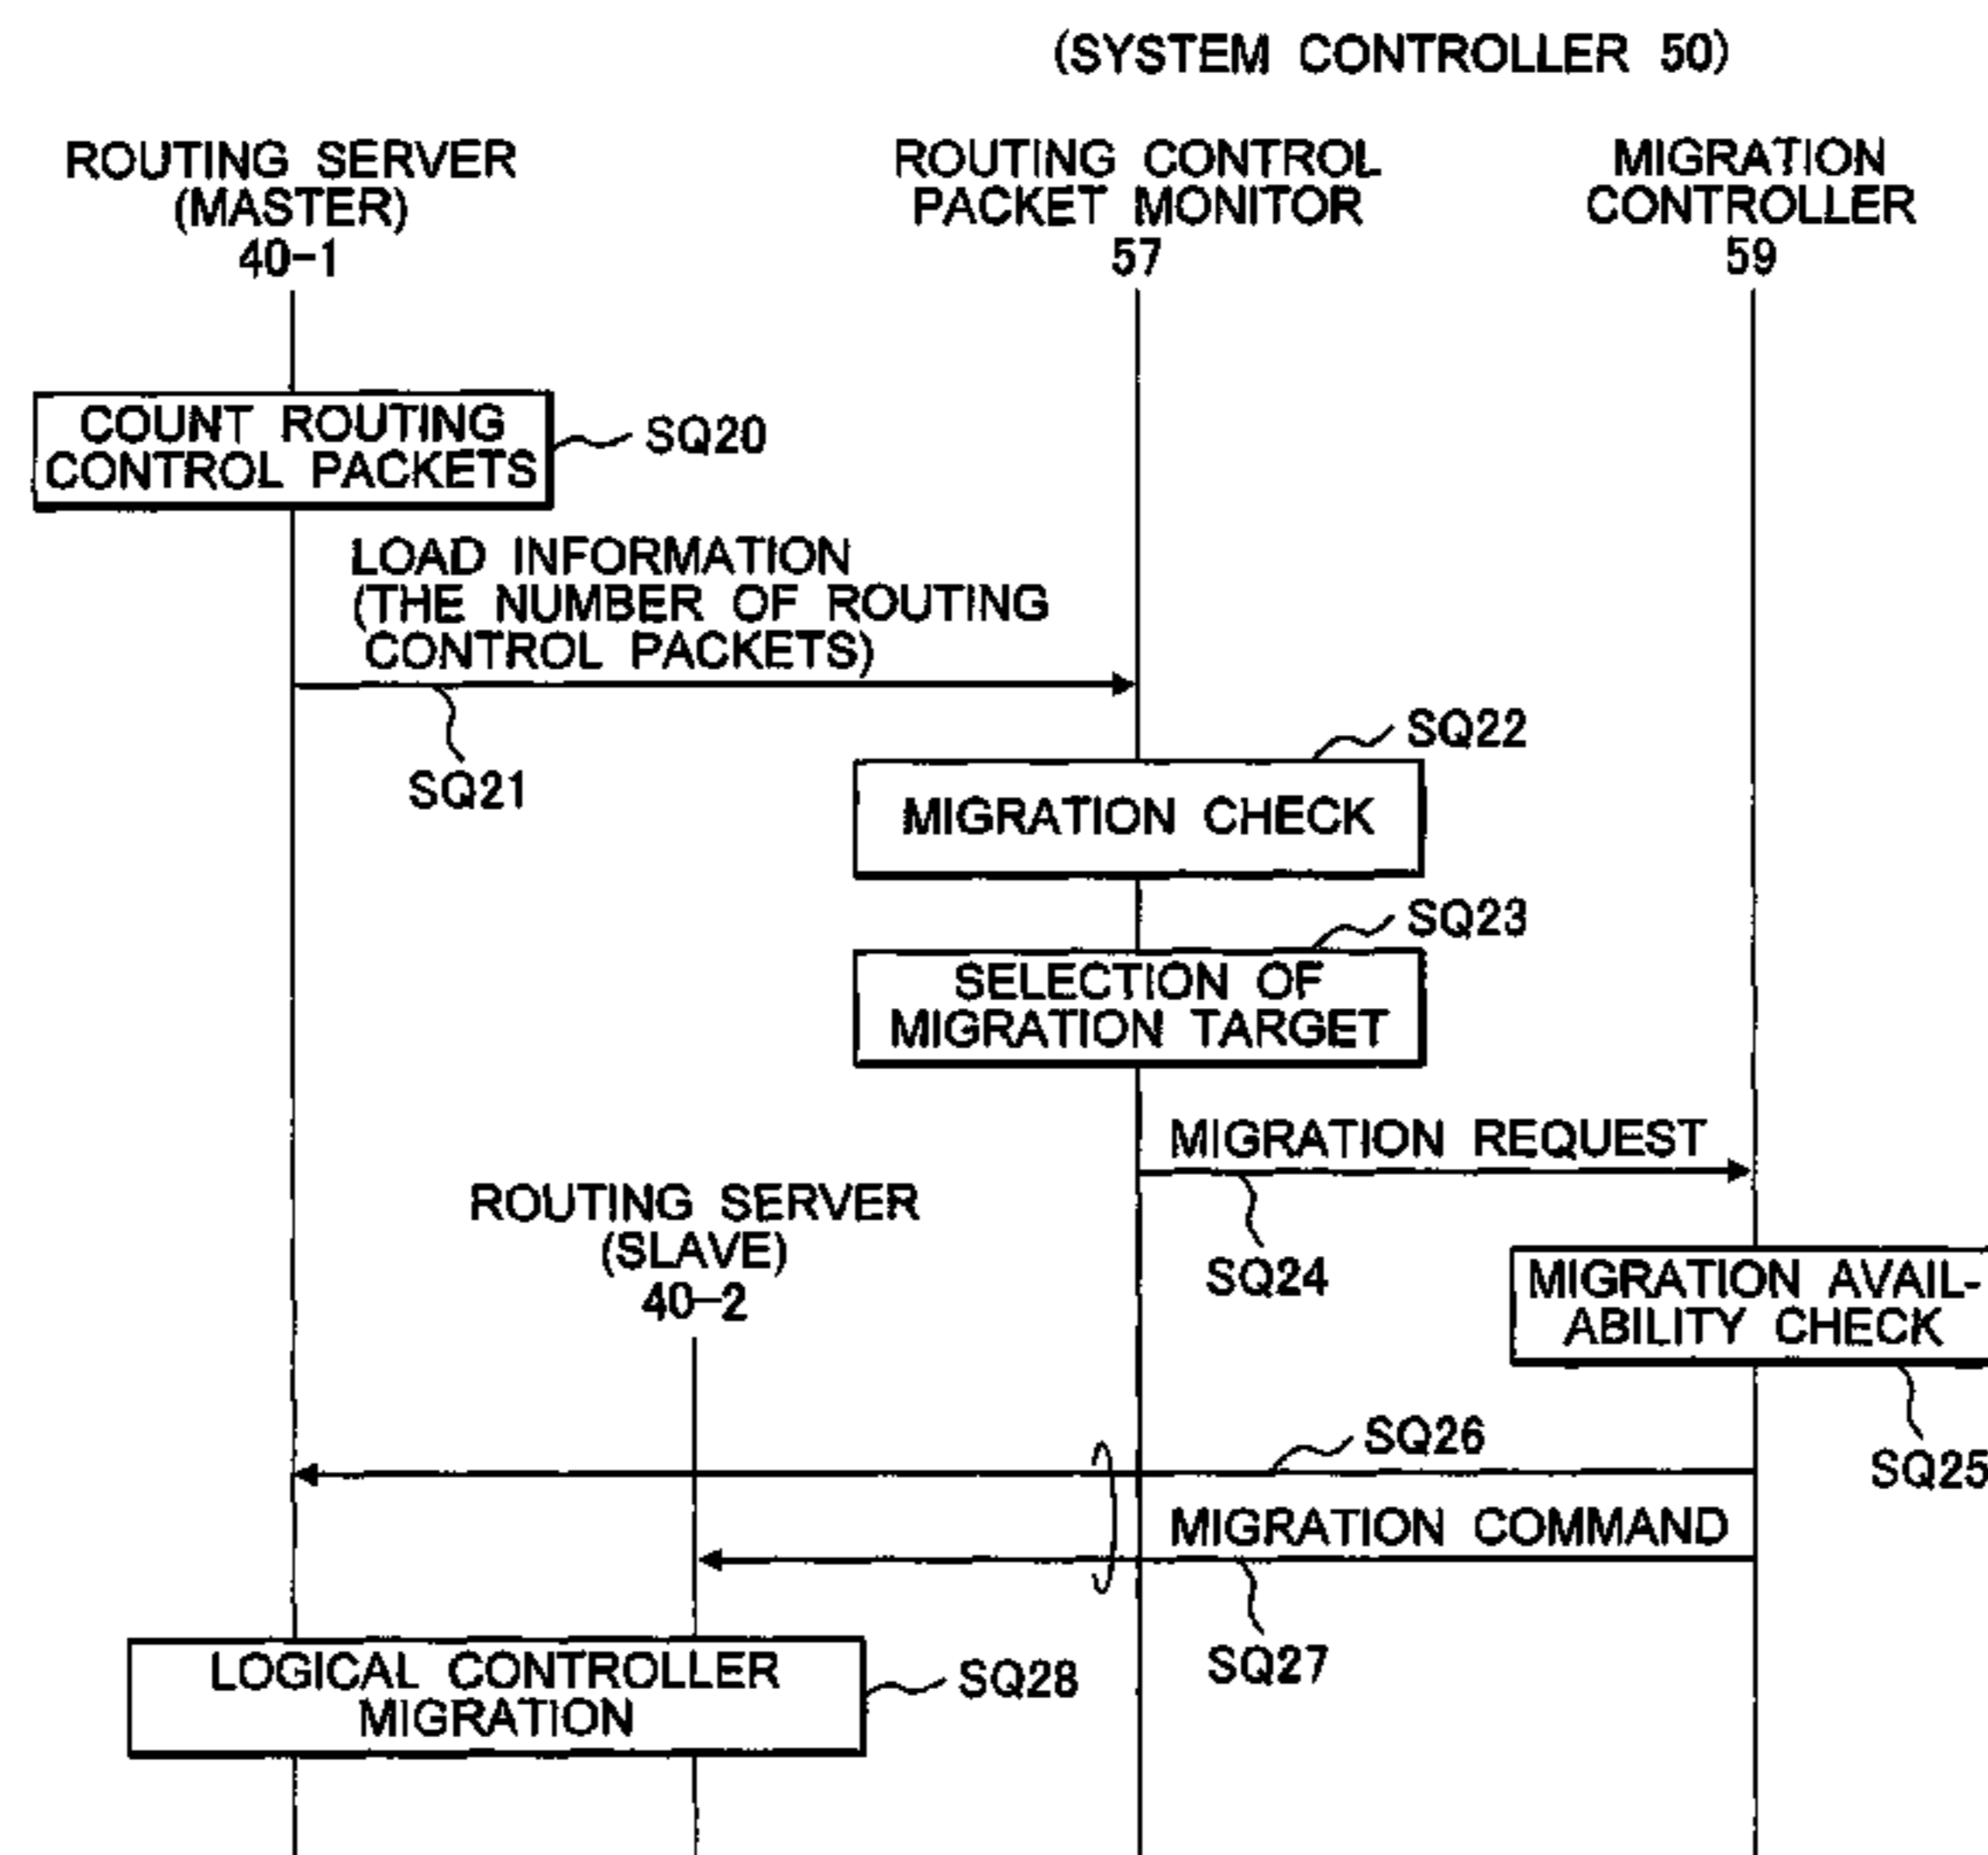 (SYSTEM CONTROLLER 50)
ROUTING SERVER
(MASTER)
40-1
ROUTING CONTROL
PACKET MONITOR
57
MIGRATION
CONTROLLER
59
COUNT ROUTING
CONTROL PACKETS
SQ20
LOAD INFORMATION
(THE NUMBER OF ROUTING
CONTROL PACKETS)
SQ21
SQ22
MIGRATION CHECK
SQ23
SELECTION OF
MIGRATION TARGET
MIGRATION REQUEST
SQ24
ROUTING SERVER
(SLAVE)
40-2
MIGRATION AVAIL-
ABILITY CHECK
SQ25
SQ26
MIGRATION COMMAND
SQ27
LOGICAL CONTROLLER
MIGRATION
SQ28